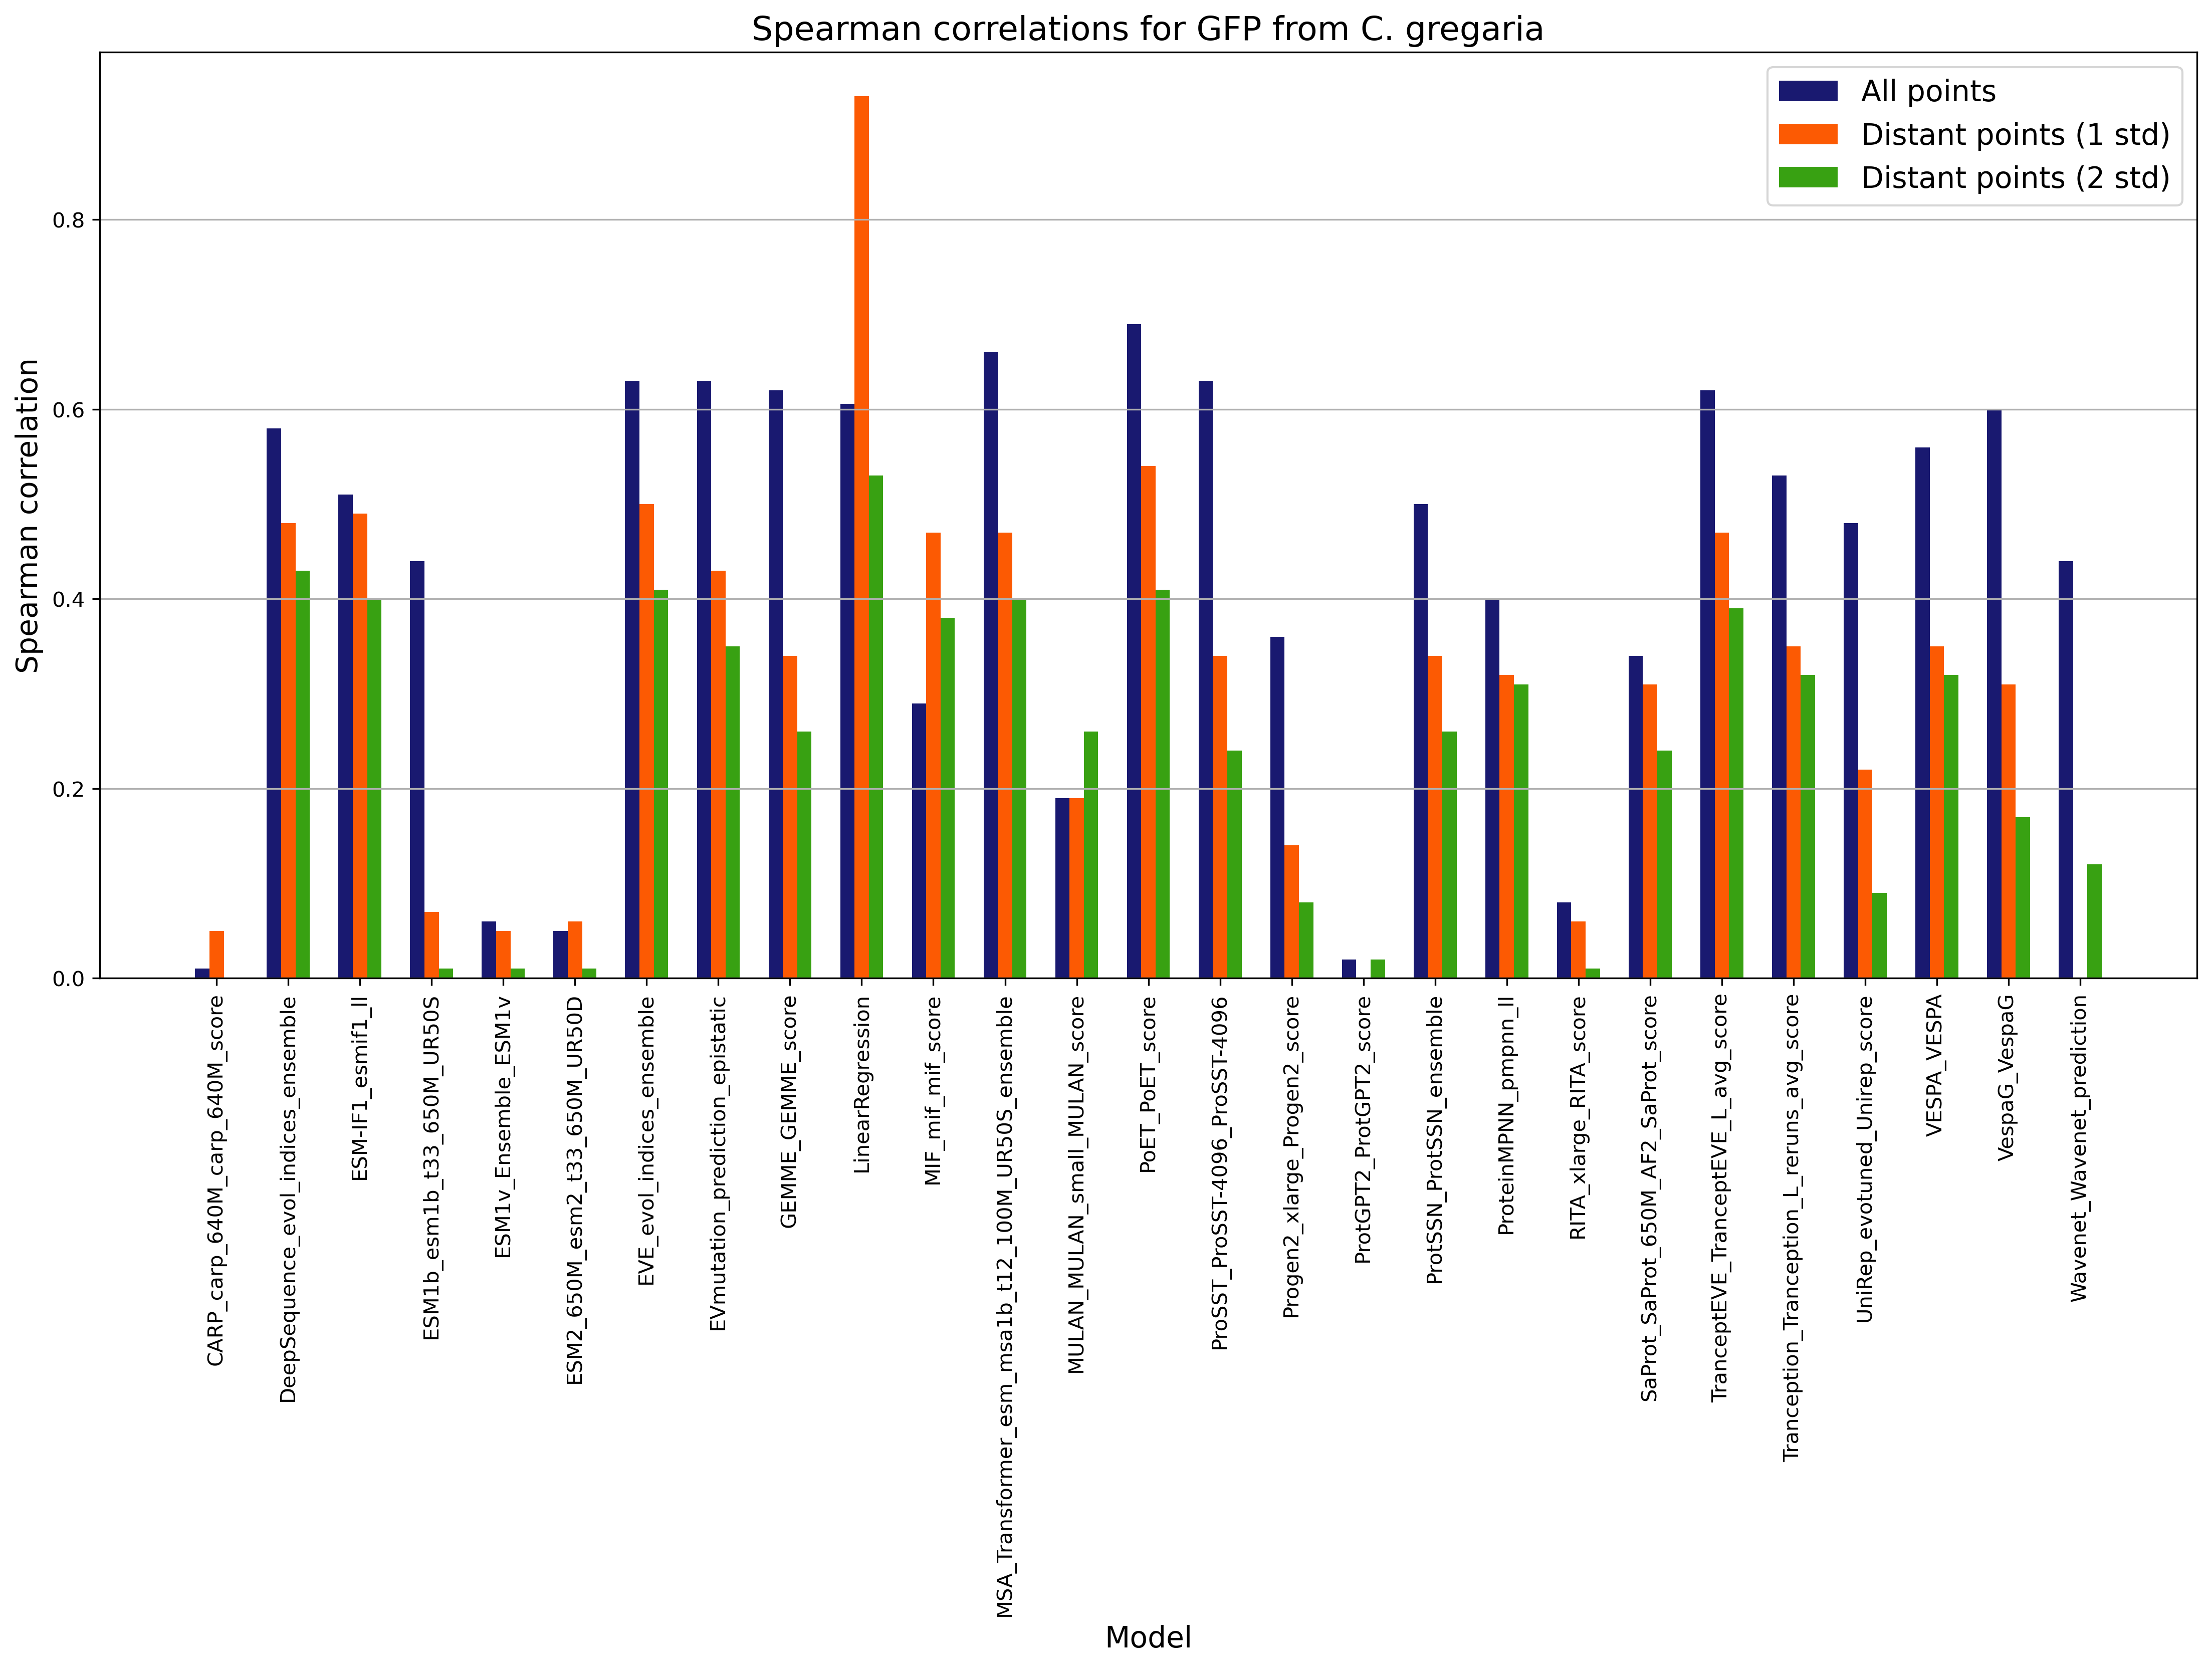 Spearman correlations for GFP from C. gregaria
All points
Distant points (1 std)
Distant points (2 std)
Spearman correlation
0.8
0.6
0.4
0.2
0.0
CARP_carp_640M_carp_640M_score
DeepSequence_evol_indices_ensemble
ESM-IF1_esmif1_ll
ESM1b_esm1b_t33_650M_UR50S
ESM1v_Ensemble_ESM1v
ESM2_650M_esm2_t33_650M_UR50D
EVE_evol_indices_ensemble
EVmutation_prediction_epistatic
GEMME_GEMME_score
LinearRegression
MIF_mif_mif_score
MSA_Transformer_esm_msa1b_t12_100M_UR50S_ensemble
MULAN_MULAN_small_MULAN_score
PoET_PoET_score
ProSST_ProSST-4096_ProSST-4096
Progen2_xlarge_Progen2_score
ProtGPT2_ProtGPT2_score
ProtSSN_ProtSSN_ensemble
ProteinMPNN_pmpnn_ll
RITA_xlarge_RITA_score
SaProt_SaProt_650M_AF2_SaProt_score
TranceptEVE_TranceptEVE_L_avg_score
Tranception_Tranception_L_reruns_avg_score
UniRep_evotuned_Unirep_score
VESPA_VESPA
VespaG_VespaG
Wavenet_Wavenet_prediction
Model